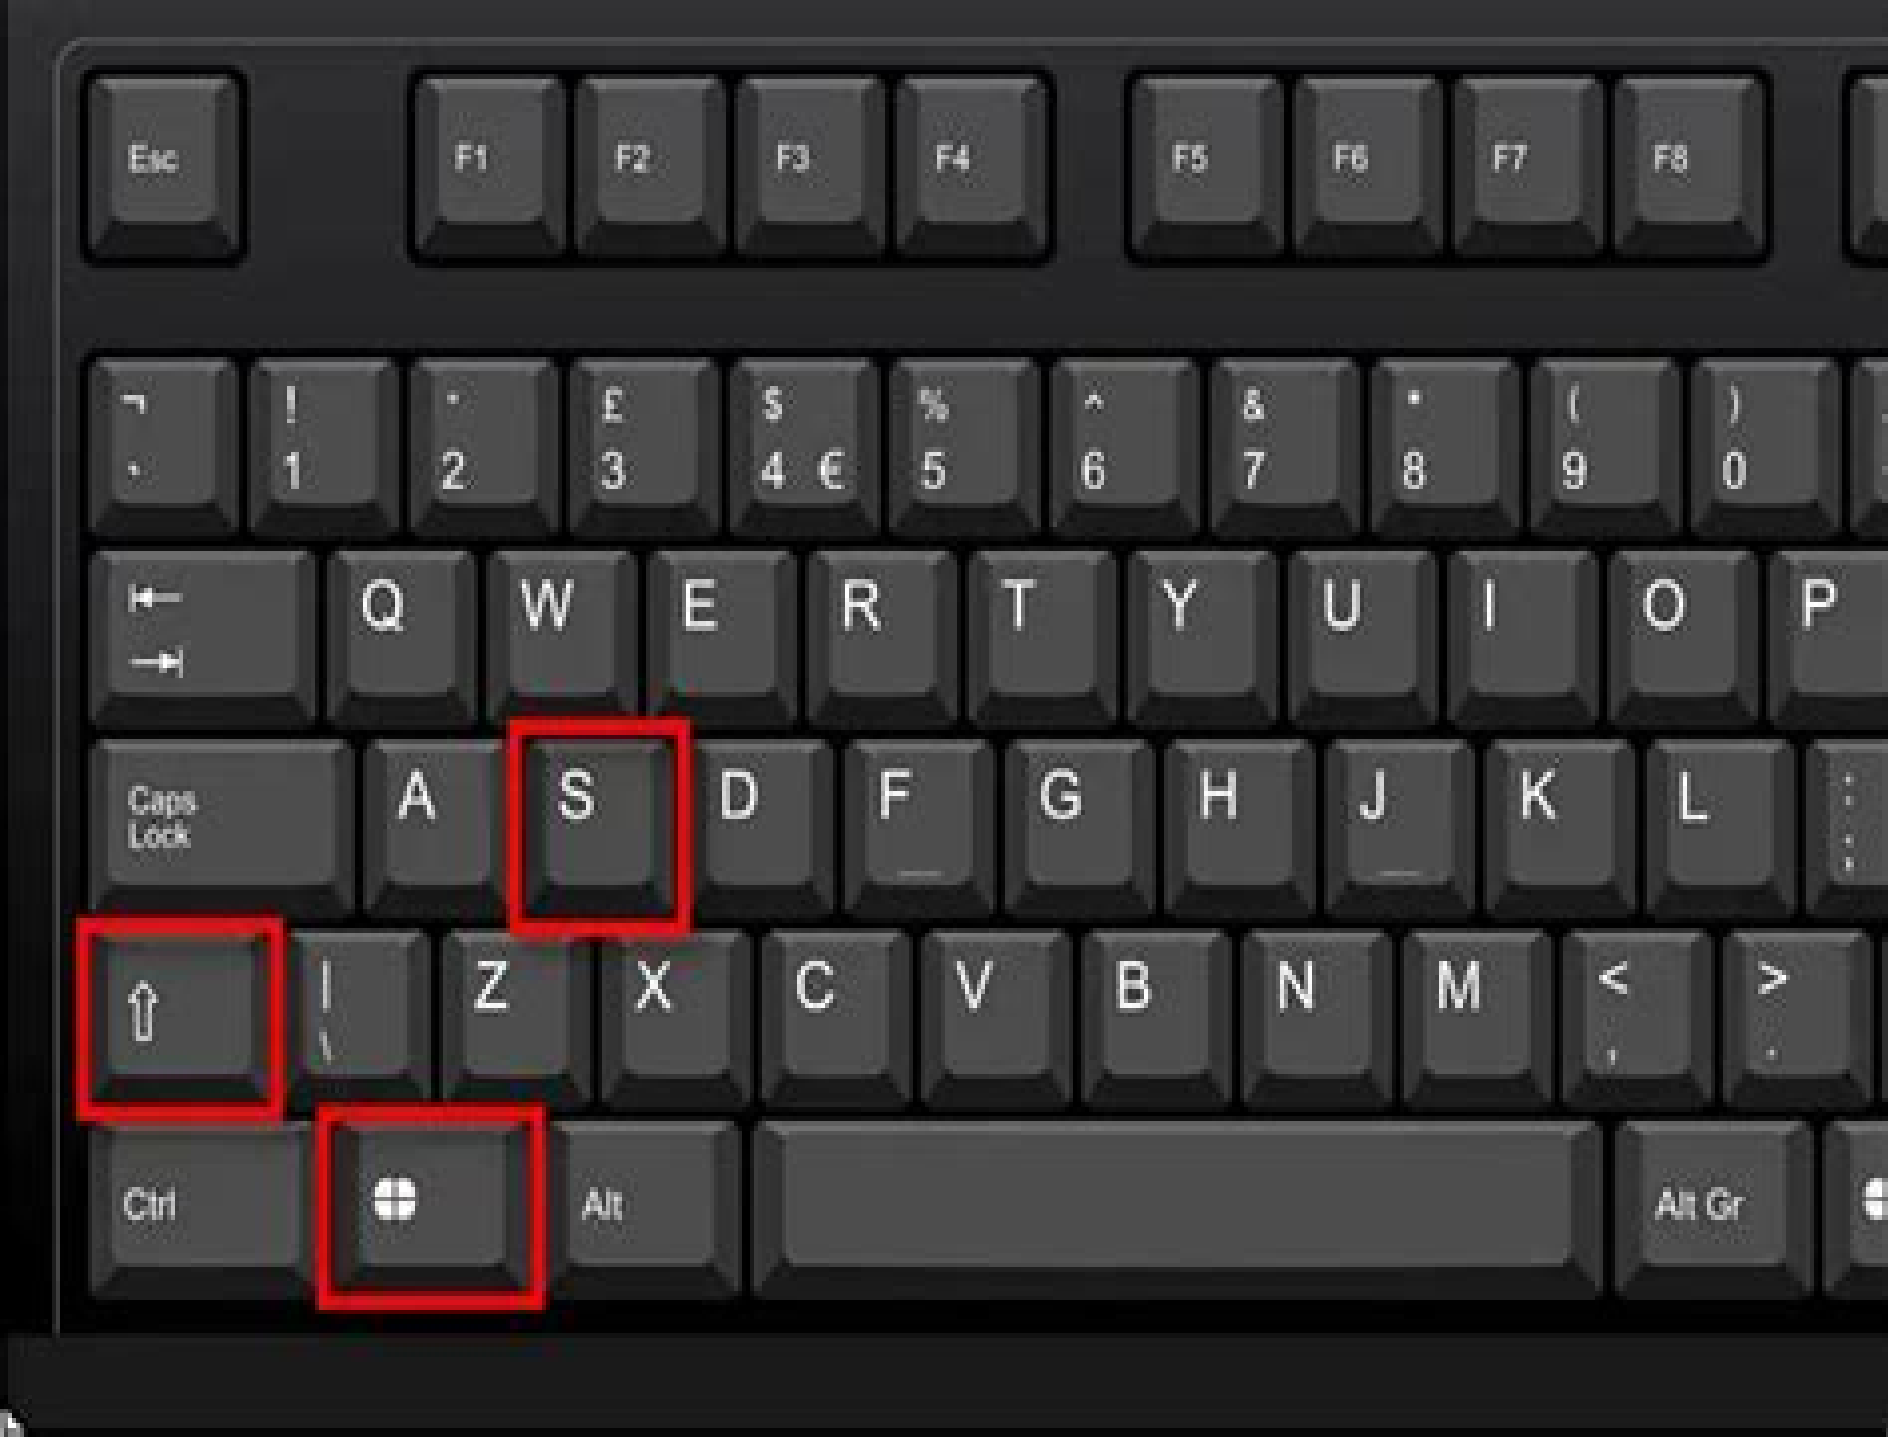 Esc F1 F2 F3 F4 F5 F6 F7 F8
¬ ! £ $ % ^ & * ( )
1 2 3 4 € 5 6 7 8 9 0
Q W E R T Y U I O P
Caps Lock A S D F G H J K L :
| Z X C V B N M < >
\ , .
Ctrl Alt Alt Gr